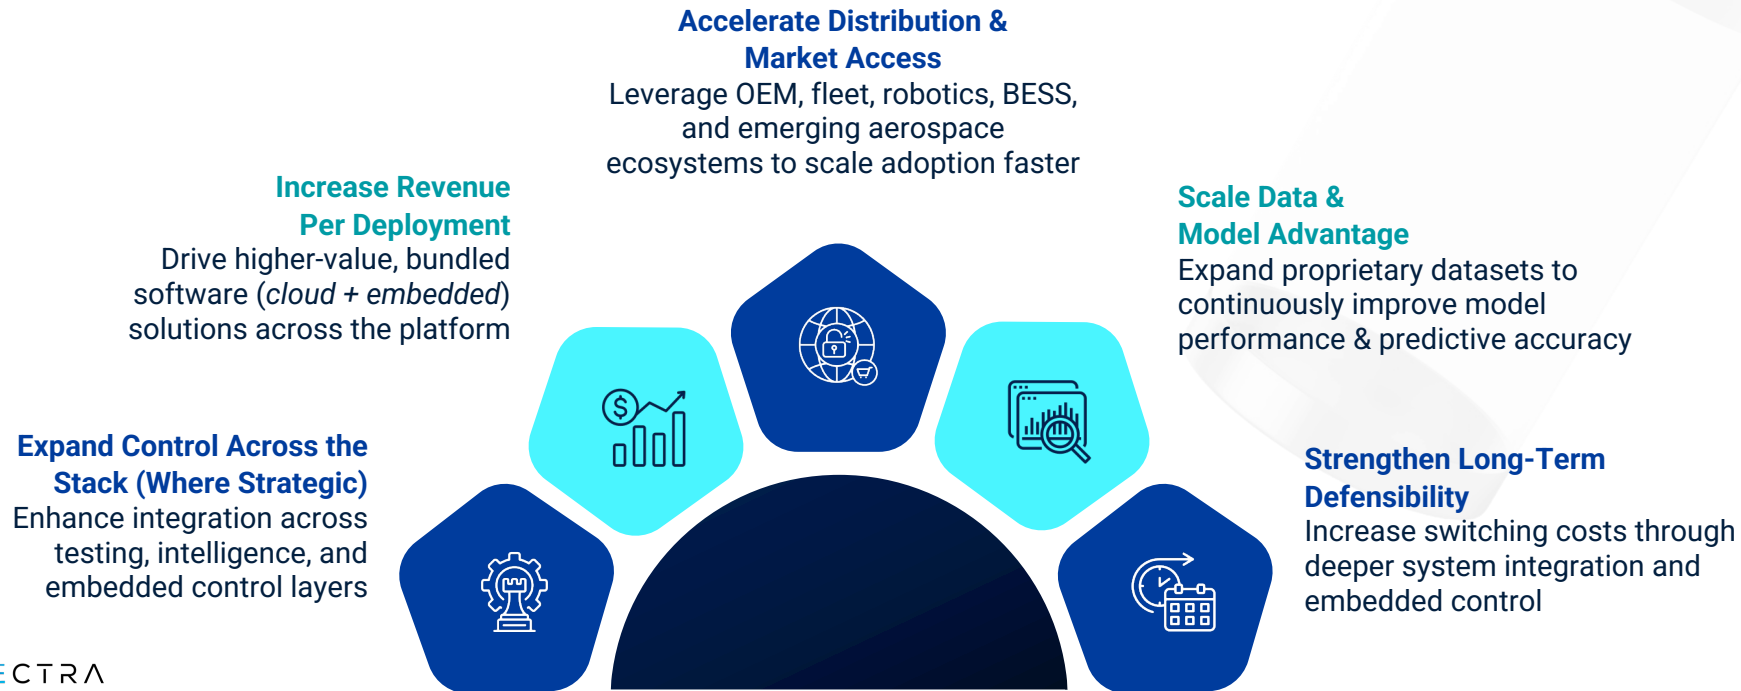 Accelerate Distribution &
Market Access
Leverage OEM, fleet, robotics, BESS,
and emerging aerospace
ecosystems to scale adoption faster
Increase Revenue
Per Deployment
Drive higher-value, bundled
software (cloud + embedded)
solutions across the platform
Scale Data &
Model Advantage
Expand proprietary datasets to
continuously improve model
performance & predictive accuracy
Expand Control Across the
Stack (Where Strategic)
Enhance integration across
testing, intelligence, and
embedded control layers
Strengthen Long-Term
Defensibility
Increase switching costs through
deeper system integration and
embedded control
ECTRA